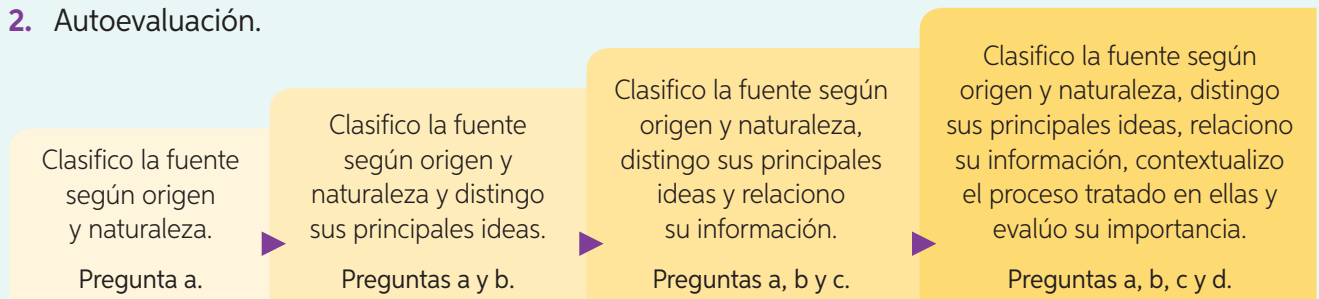 2. Autoevaluación.
Clasifico la fuente
según origen
y naturaleza.
Pregunta a.
Clasifico la fuente
según origen y
naturaleza y distingo
sus principales ideas.
Preguntas a y b.
Clasifico la fuente según
origen y naturaleza,
distingo sus principales
ideas y relaciono
su información.
Preguntas a, b y c.
Clasifico la fuente según
origen y naturaleza, distingo
sus principales ideas, relaciono
su información, contextualizo
el proceso tratado en ellas y
evalúo su importancia.
Preguntas a, b, c y d.